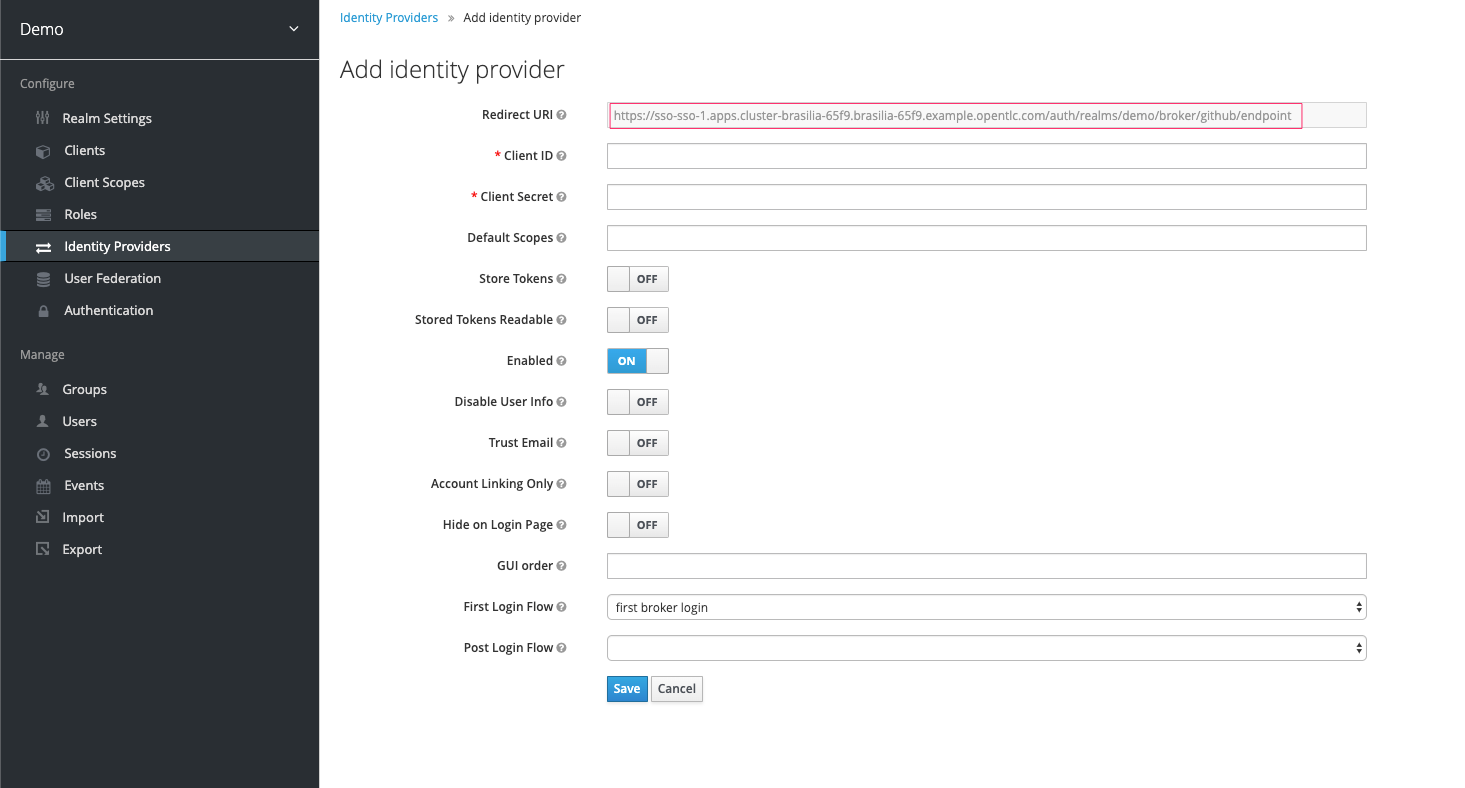 Demo
Configure
Realm Settings
Clients
Client Scopes
Roles
Identity Providers
User Federation
Authentication
Manage
Groups
Users
Sessions
Events
Import
Export
Identity Providers » Add identity provider
Add identity provider
Redirect URI https://sso-sso-1.apps.cluster-brasilia-65f9.brasilia-65f9.example.opentlc.com/auth/realms/demo/broker/github/endpoint
* Client ID
* Client Secret
Default Scopes
Store Tokens OFF
Stored Tokens Readable OFF
Enabled ON
Disable User Info OFF
Trust Email OFF
Account Linking Only OFF
Hide on Login Page OFF
GUI order
First Login Flow first broker login
Post Login Flow
Save Cancel